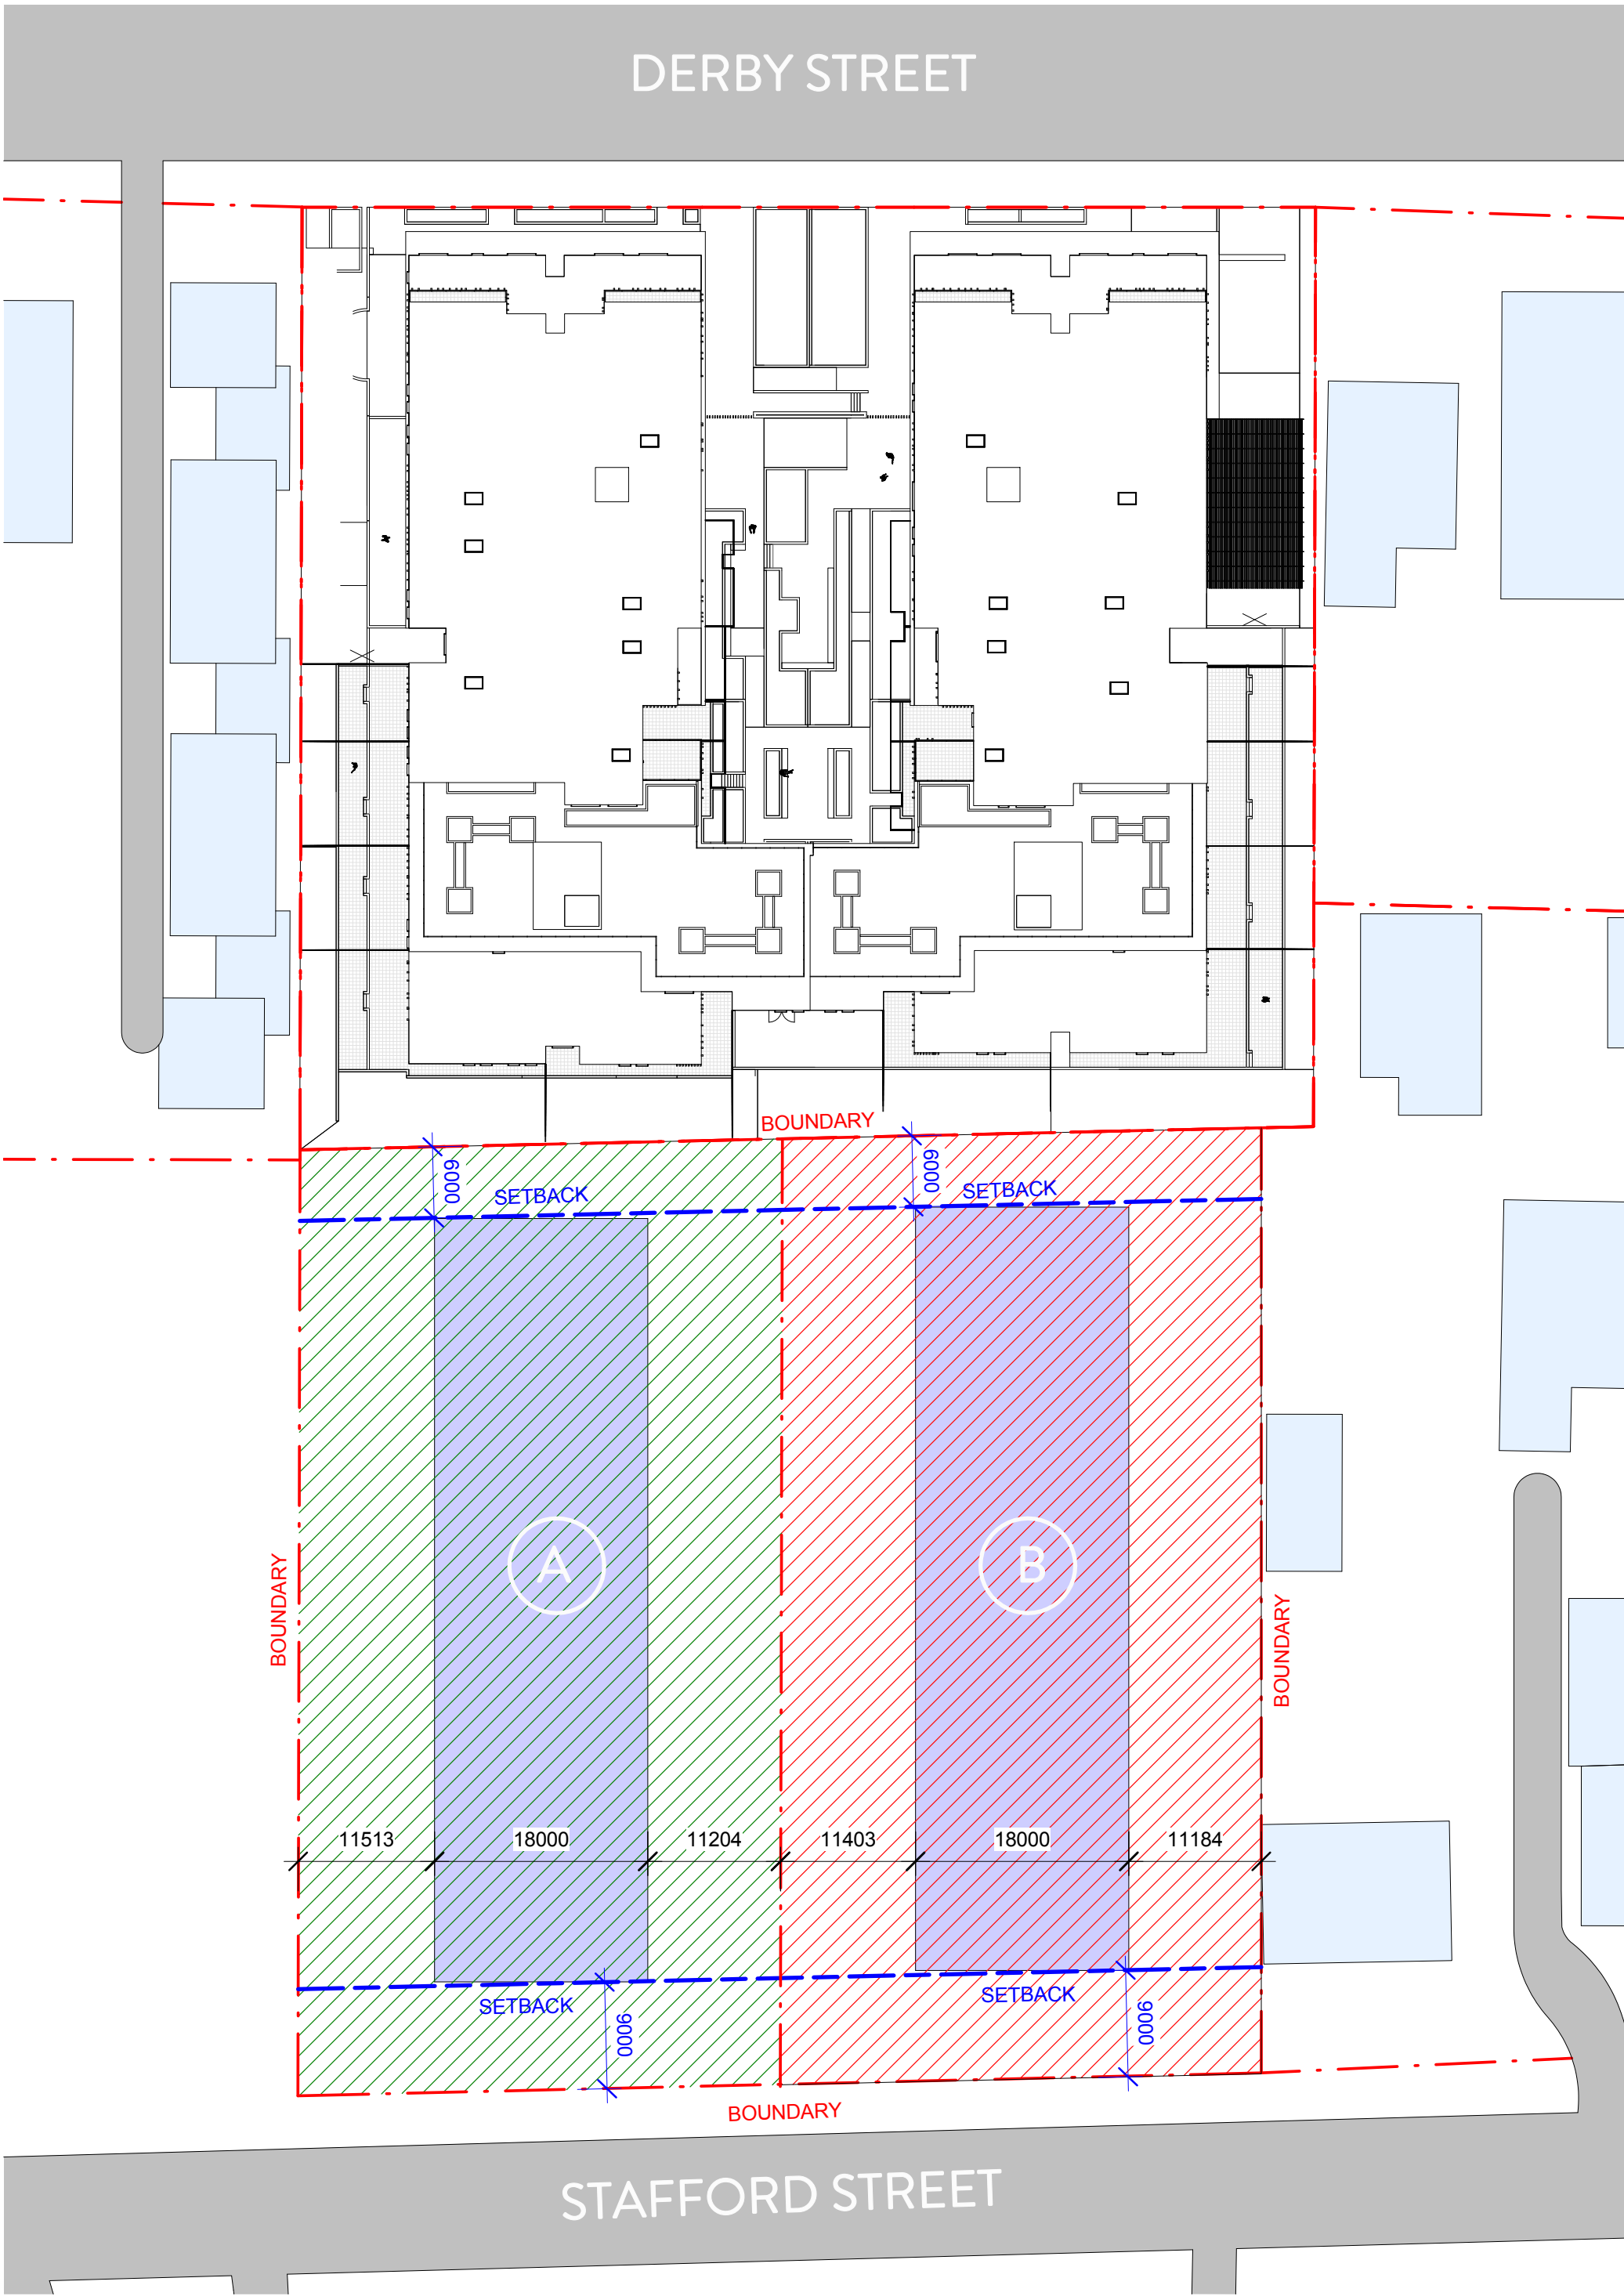 DERBY STREET
BOUNDARY
6000
6000
SETBACK
SETBACK
A
B
BOUNDARY
BOUNDARY
11513
18000
11204
11403
18000
11184
SETBACK
SETBACK
9000
9000
BOUNDARY
STAFFORD STREET